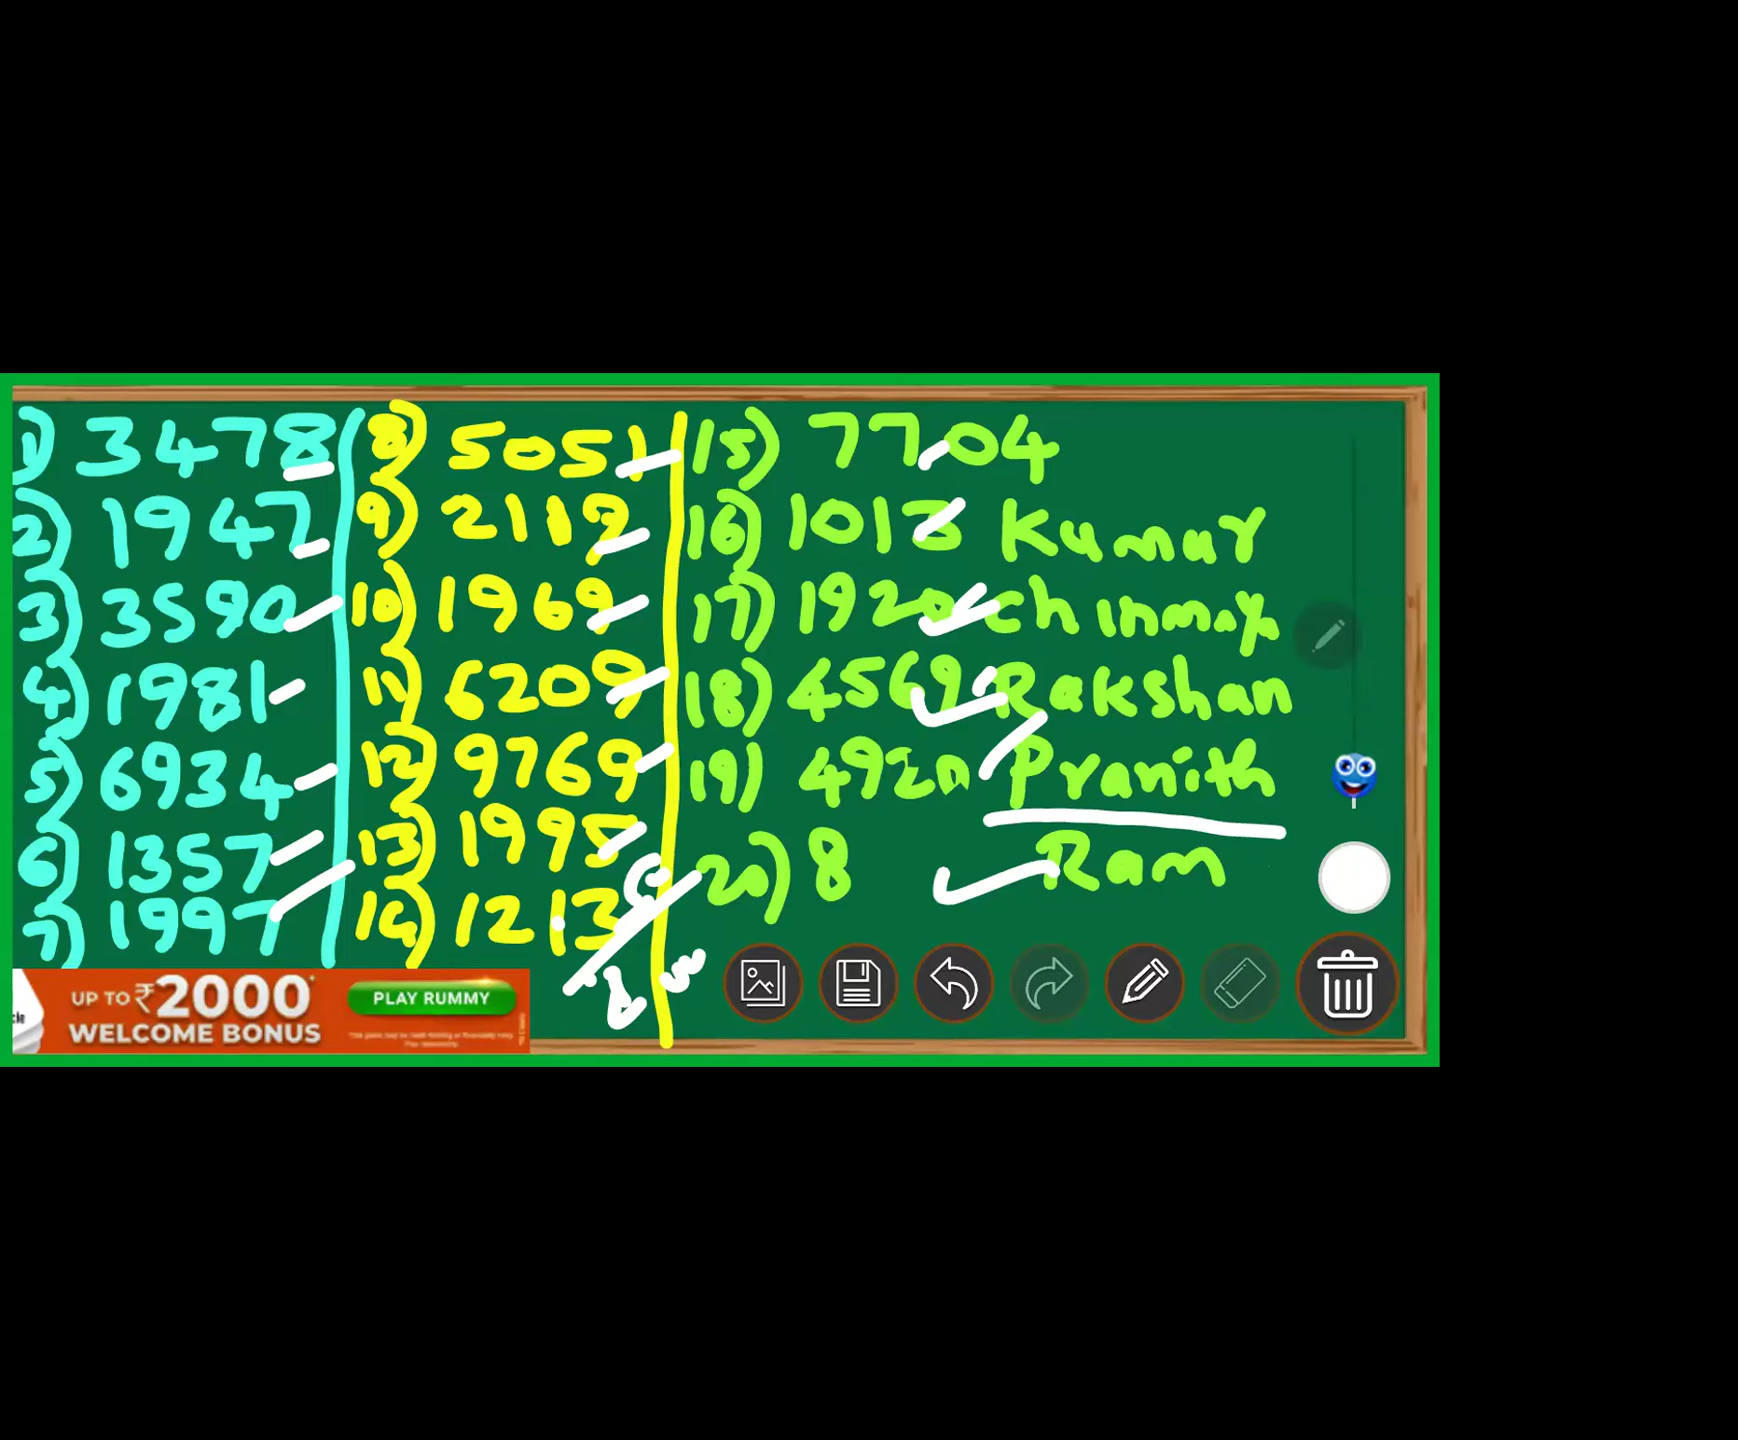 1) 3478
2) 1947
3) 3590
4) 1981
5) 6934
6) 1357
7) 1997
8) 5051
9) 2119
10) 1969
11) 6209
12) 9769
13) 1995
14) 1213
15) 7704
16) 1013 Kumar
17) 1920 Chinmay
18) 4569 Rakshan
19) 4920 Pranith
20) 8 Ram
UP TO ₹2000*
WELCOME BONUS
PLAY RUMMY